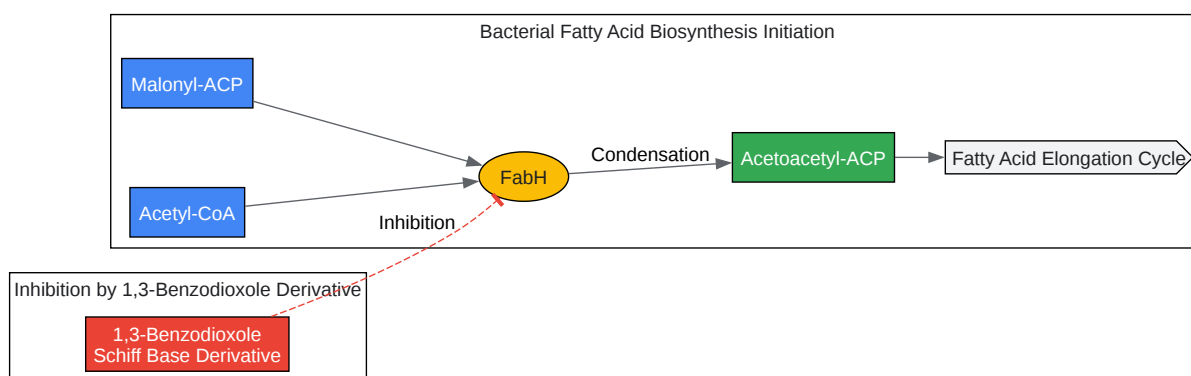 Bacterial Fatty Acid Biosynthesis Initiation
Malonyl-ACP
Acetyl-CoA
FabH
Condensation
Inhibition
Acetoacetyl-ACP
Fatty Acid Elongation Cycle
Inhibition by 1,3-Benzodioxole Derivative
1,3-Benzodioxole
Schiff Base Derivative